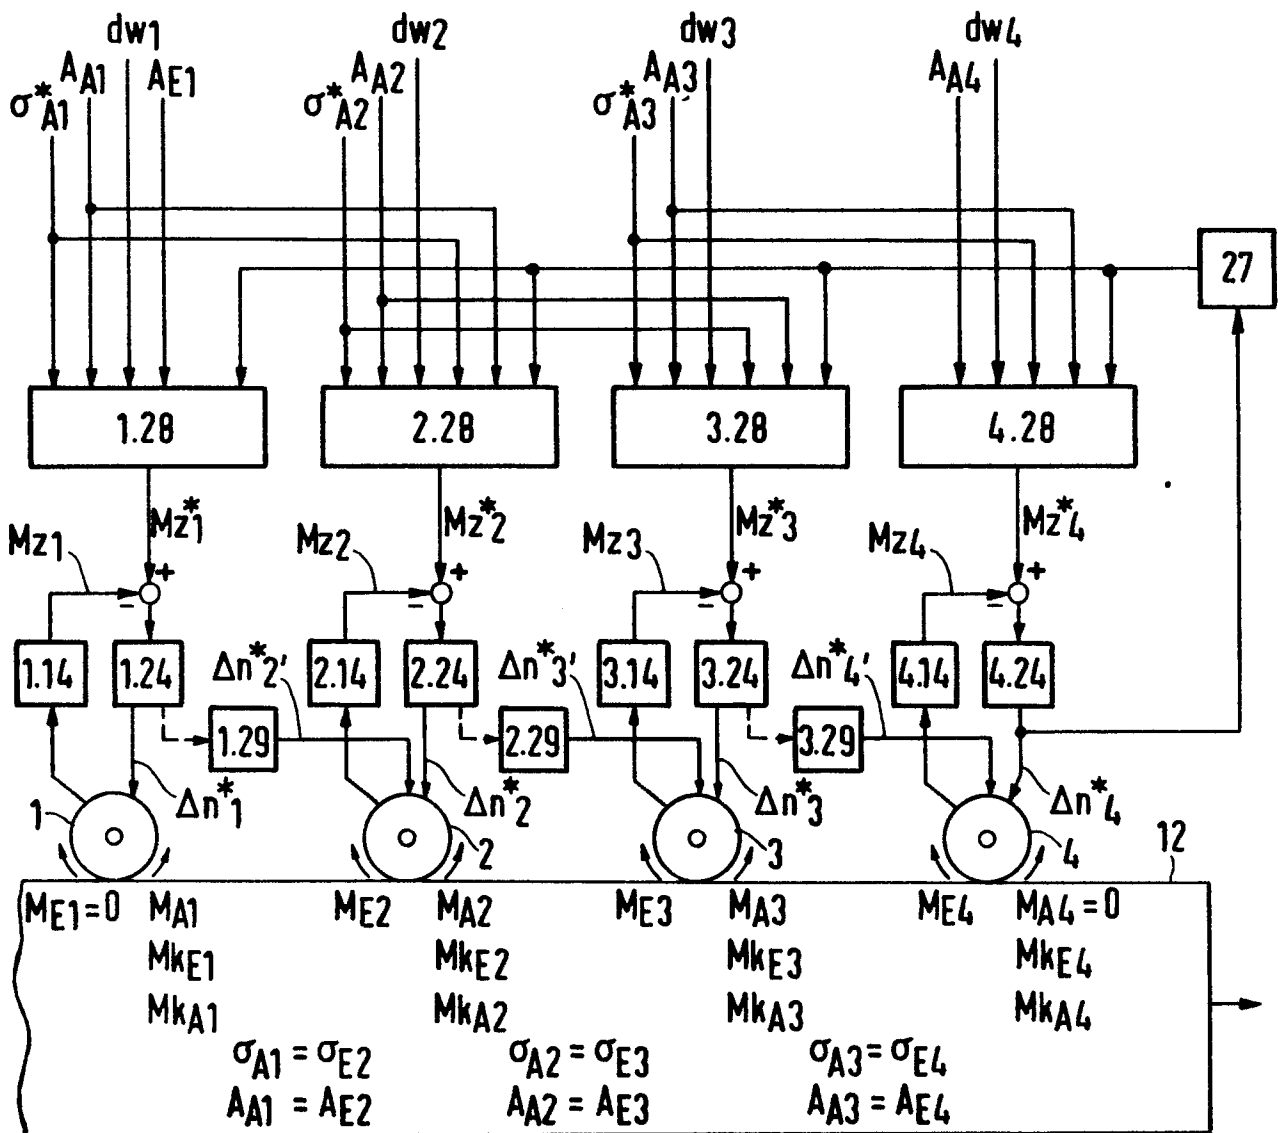 dw1 dw2 dw3 dw4
σ*A1 AA1 AE1 σ*A2 AA2 σ*A3 AA3 AA4
27
1.28 2.28 3.28 4.28
Mz1 Mz*1 Mz2 Mz*2 Mz3 Mz*3 Mz4 Mz*4
+ + + +
− − − −
1.14 1.24 Δn*2' 2.14 2.24 Δn*3' 3.14 3.24 Δn*4' 4.14 4.24
1.29 2.29 3.29
1 Δn*1 Δn*2 2 Δn*3 3 Δn*4 4 12
ME1=0 MA1 ME2 MA2 ME3 MA3 ME4 MA4=0
MkE1 MkE2 MkE3 MkE4
MkA1 MkA2 MkA3 MkA4
σA1=σE2 σA2=σE3 σA3=σE4
AA1=AE2 AA2=AE3 AA3=AE4